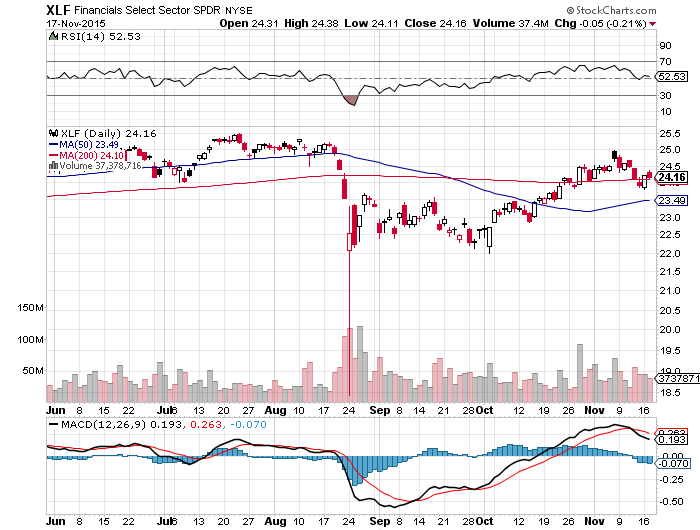 XLF Financials Select Sector SPDR NYSE © StockCharts.com
17-Nov-2015 Open 24.31 High 24.38 Low 24.11 Close 24.16 Volume 37.4M Chg -0.05 (-0.21%)
RSI(14) 52.53
90
70
52.53
30
10
XLF (Daily) 24.16
MA(50) 23.49
MA(200) 24.10
Volume 37,378,716
25.5
25.0
24.5
24.16
23.49
23.0
22.5
22.0
21.5
21.0
20.5
20.0
19.5
19.0
18.5
150M
100M
50M
3737871
Jun 8 15 22 Jul 6 13 20 27 Aug 10 17 24 Sep 8 14 21 28 Oct 12 19 26 Nov 9 16
MACD(12,26,9) 0.193, 0.263, -0.070
0.263
0.193
0.00
-0.070
-0.25
-0.50
Jun 8 15 22 Jul 6 13 20 27 Aug 10 17 24 Sep 8 14 21 28 Oct 12 19 26 Nov 9 16